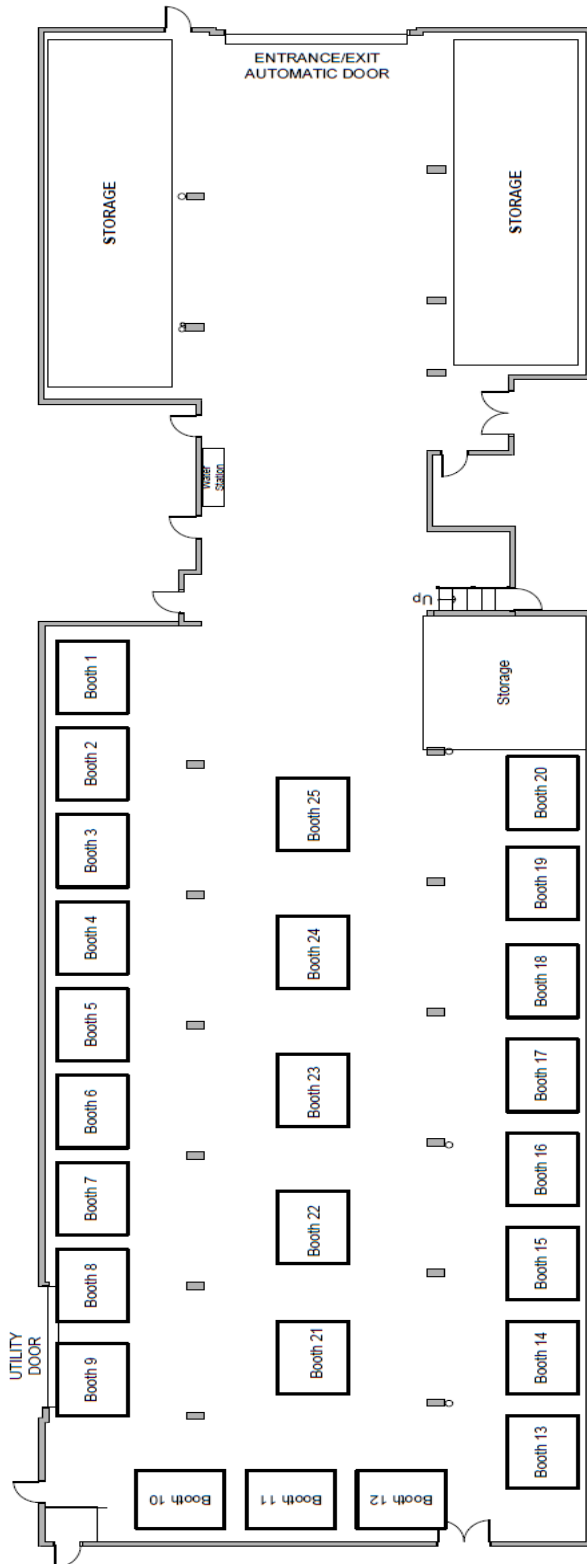 ENTRANCE/EXIT
AUTOMATIC DOOR
STORAGE
STORAGE
Water
Station
Up
Storage
Booth 1
Booth 2
Booth 3
Booth 4
Booth 5
Booth 6
Booth 7
Booth 8
Booth 9
UTILITY
DOOR
Booth 25
Booth 24
Booth 23
Booth 22
Booth 21
Booth 20
Booth 19
Booth 18
Booth 17
Booth 16
Booth 15
Booth 14
Booth 13
Booth 10
Booth 11
Booth 12